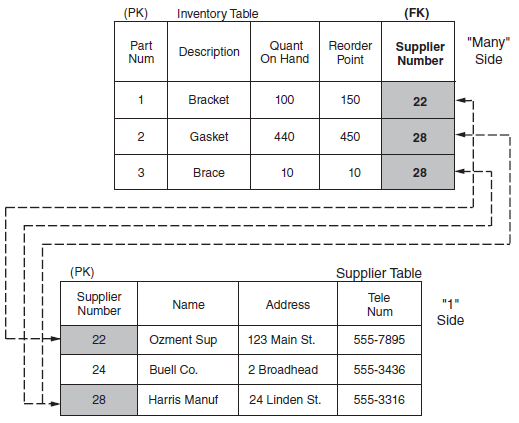 (PK) Inventory Table (FK)
Part Num Description Quant On Hand Reorder Point Supplier Number "Many" Side
1 Bracket 100 150 22
2 Gasket 440 450 28
3 Brace 10 10 28
(PK) Supplier Table
Supplier Number Name Address Tele Num "1" Side
22 Ozment Sup 123 Main St. 555-7895
24 Buell Co. 2 Broadhead 555-3436
28 Harris Manuf 24 Linden St. 555-3316